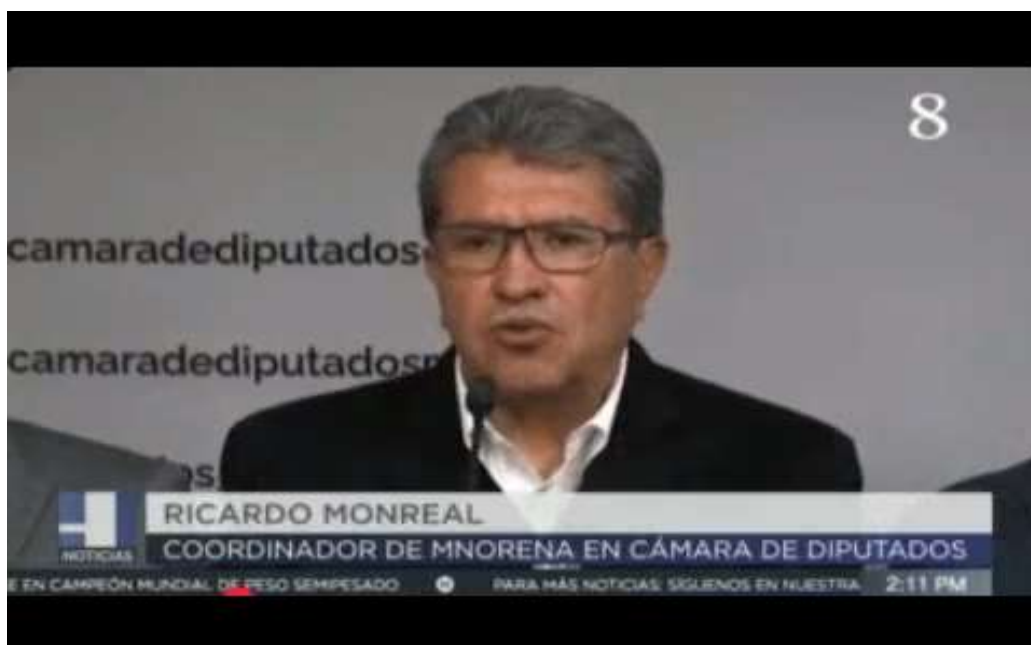 8
camaradediputados
camaradediputados
RICARDO MONREAL
COORDINADOR DE MNORENA EN CÁMARA DE DIPUTADOS
NOTICIAS
E EN CAMPEÓN MUNDIAL DE PESO SEMIPESADO
PARA MÁS NOTICIAS: SÍGUENOS EN NUESTRA
2:11 PM